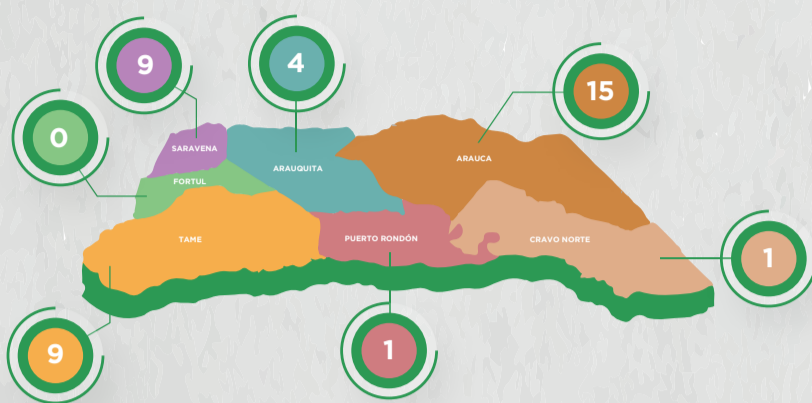 9
4
15
0
SARAVENA
ARAUQUITA
ARAUCA
FORTUL
TAME
PUERTO RONDÓN
CRAVO NORTE
1
9
1